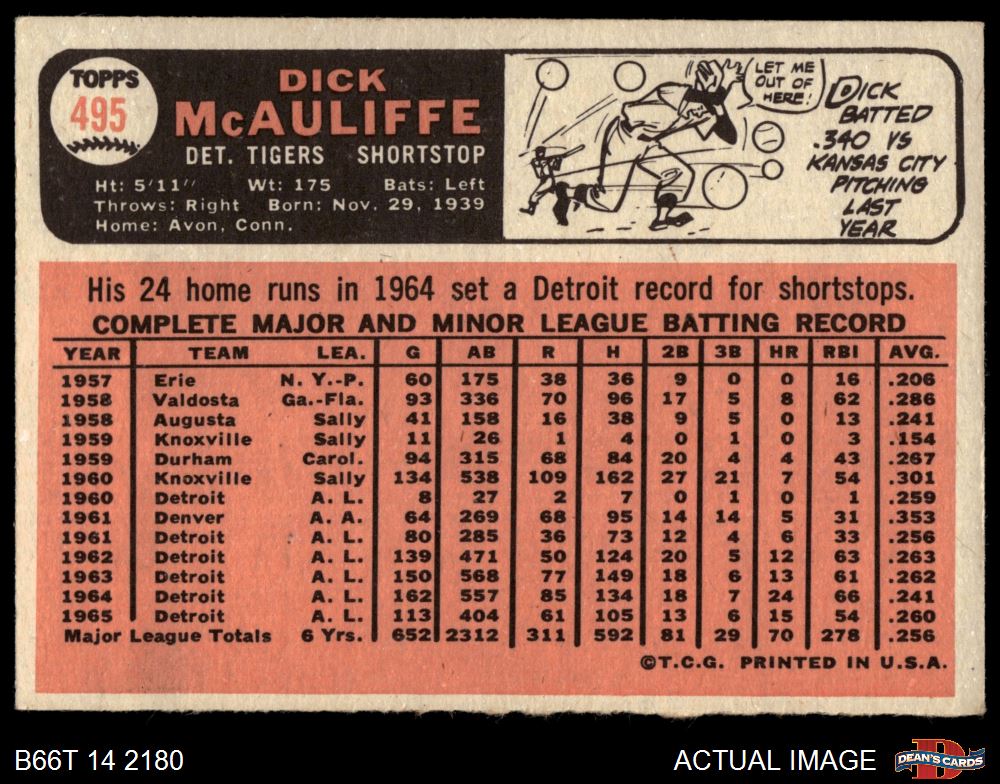 TOPPS
495
DICK
McAULIFFE
DET. TIGERS SHORTSTOP
Ht: 5'11" Wt: 175 Bats: Left
Throws: Right Born: Nov. 29, 1939
Home: Avon, Conn.
LET ME
OUT OF
HERE!
DICK
BATTED
.340 VS
KANSAS CITY
PITCHING
LAST
YEAR
His 24 home runs in 1964 set a Detroit record for shortstops.
COMPLETE MAJOR AND MINOR LEAGUE BATTING RECORD
YEAR TEAM LEA. G AB R H 2B 3B HR RBI AVG.
1957 Erie N. Y.-P. 60 175 38 36 9 0 0 16 .206
1958 Valdosta Ga.-Fla. 93 336 70 96 17 5 8 62 .286
1958 Augusta Sally 41 158 16 38 9 5 0 13 .241
1959 Knoxville Sally 11 26 1 4 0 1 0 3 .154
1959 Durham Carol. 94 315 68 84 20 4 4 43 .267
1960 Knoxville Sally 134 538 109 162 27 21 7 54 .301
1960 Detroit A. L. 8 27 2 7 0 1 0 1 .259
1961 Denver A. A. 64 269 68 95 14 14 5 31 .353
1961 Detroit A. L. 80 285 36 73 12 4 6 33 .256
1962 Detroit A. L. 139 471 50 124 20 5 12 63 .263
1963 Detroit A. L. 150 568 77 149 18 6 13 61 .262
1964 Detroit A. L. 162 557 85 134 18 7 24 66 .241
1965 Detroit A. L. 113 404 61 105 13 6 15 54 .260
Major League Totals 6 Yrs. 652 2312 311 592 81 29 70 278 .256
©T.C.G. PRINTED IN U.S.A.
B66T 14 2180 ACTUAL IMAGE
DEAN'S CARDS